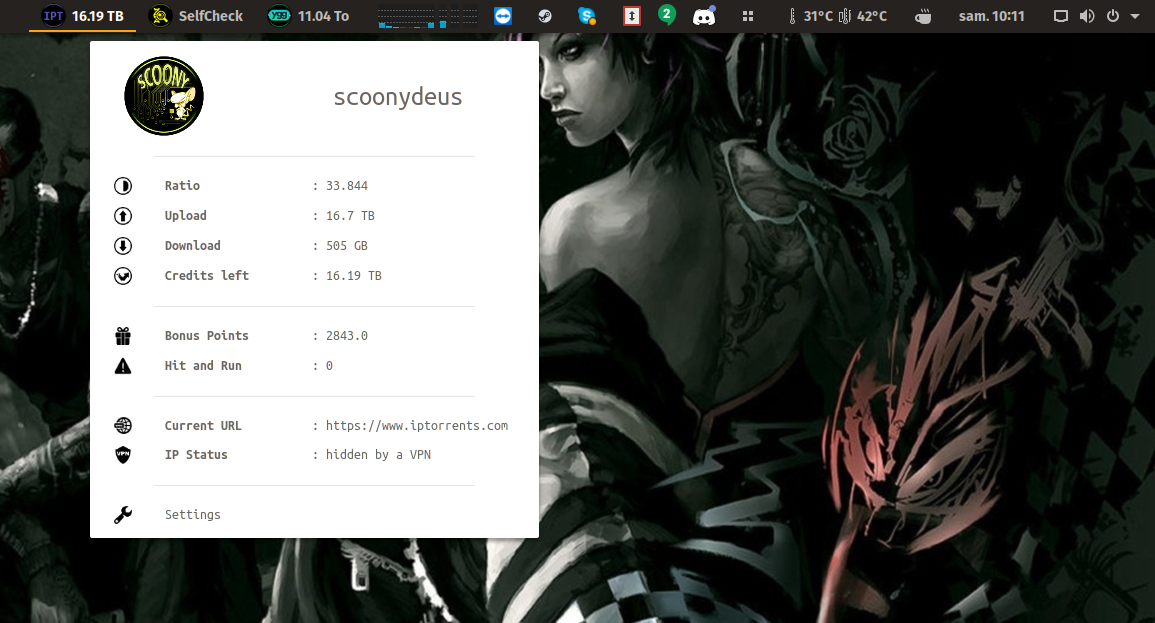 IPT 16.19 TB SelfCheck Y99 11.04 To 2 31°C 42°C sam. 10:11
SCOONY
scoonydeus
Ratio : 33.844
Upload : 16.7 TB
Download : 505 GB
Credits left : 16.19 TB
Bonus Points : 2843.0
Hit and Run : 0
Current URL : https://www.iptorrents.com
VPN IP Status : hidden by a VPN
Settings